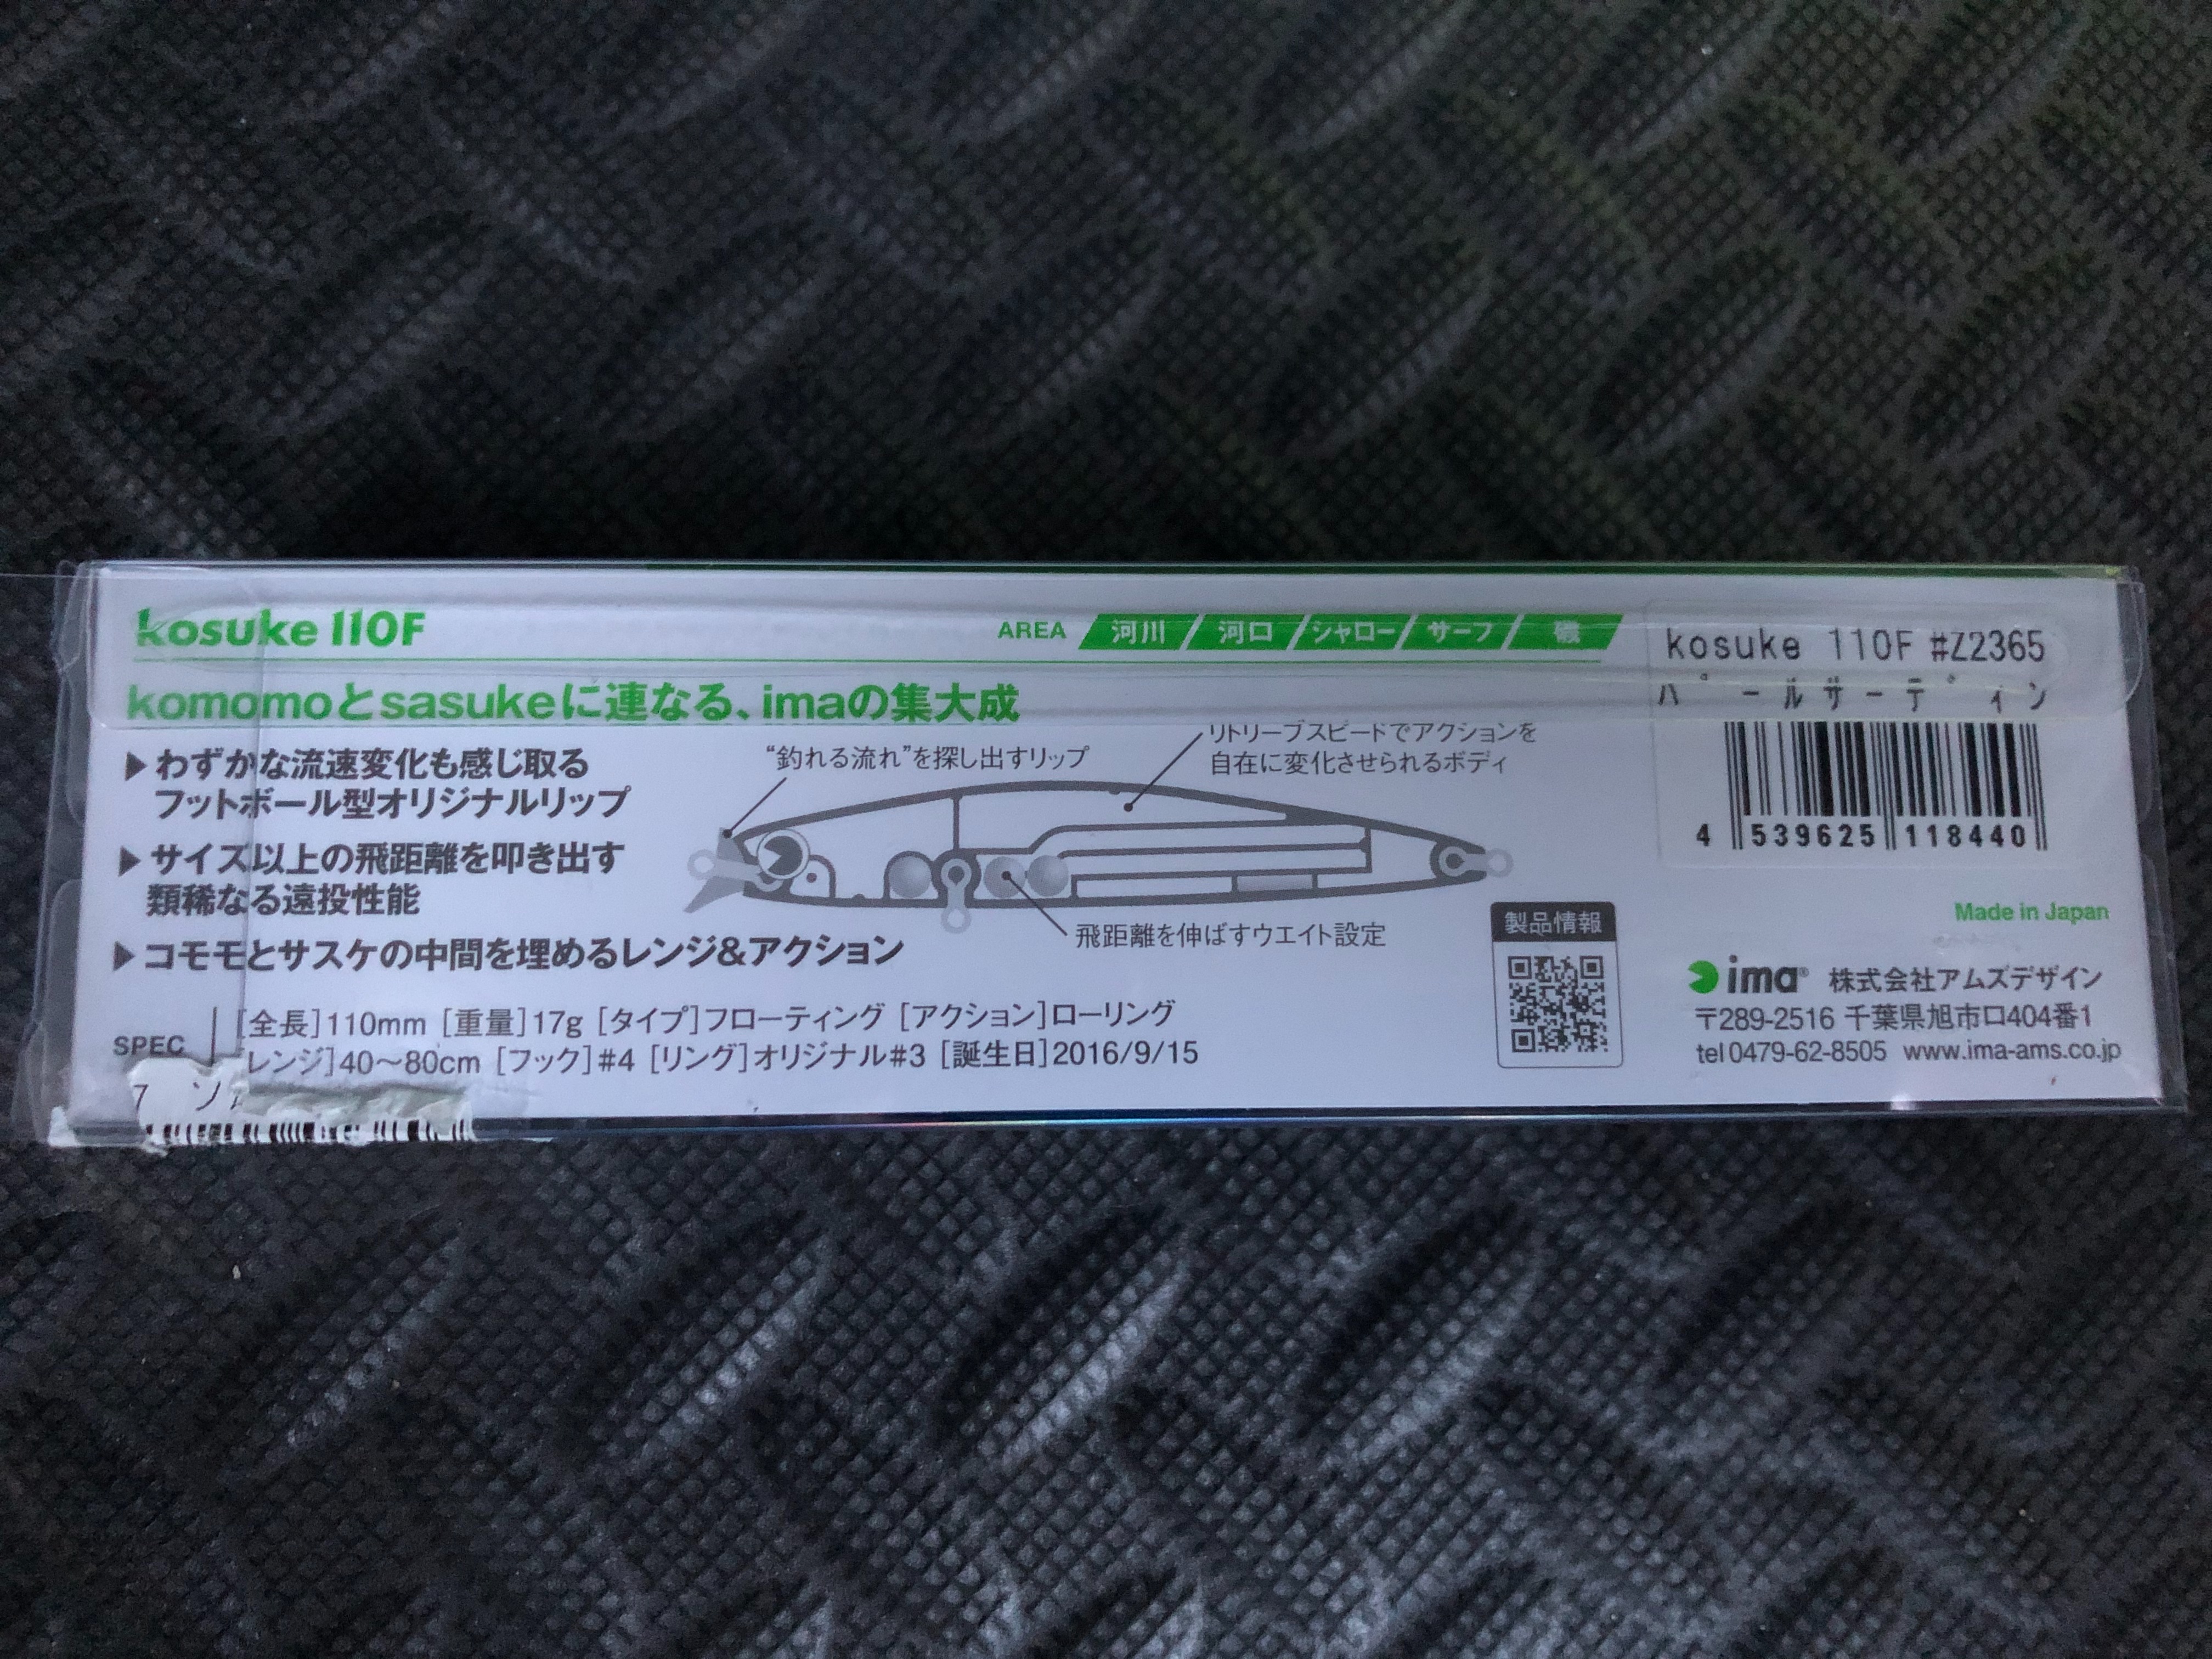 kosuke 110F
AREA 河川 河口 シャロー サーフ 磯
komomoとsasukeに連なる、imaの集大成
▶わずかな流速変化も感じ取る
フットボール型オリジナルリップ
▶サイズ以上の飛距離を叩き出す
類稀なる遠投性能
▶コモモとサスケの中間を埋めるレンジ&アクション
"釣れる流れ"を探し出すリップ
リトリーブスピードでアクションを
自在に変化させられるボディ
飛距離を伸ばすウエイト設定
SPEC
[全長]110mm [重量]17g [タイプ]フローティング [アクション]ローリング
[レンジ]40〜80cm [フック]#4 [リング]オリジナル#3 [誕生日]2016/9/15
製品情報
kosuke 110F #Z2365
パールサーディン
4 539625 118440
Made in Japan
ima® 株式会社アムズデザイン
〒289-2516 千葉県旭市ロ404番1
tel 0479-62-8505 www.ima-ams.co.jp
7